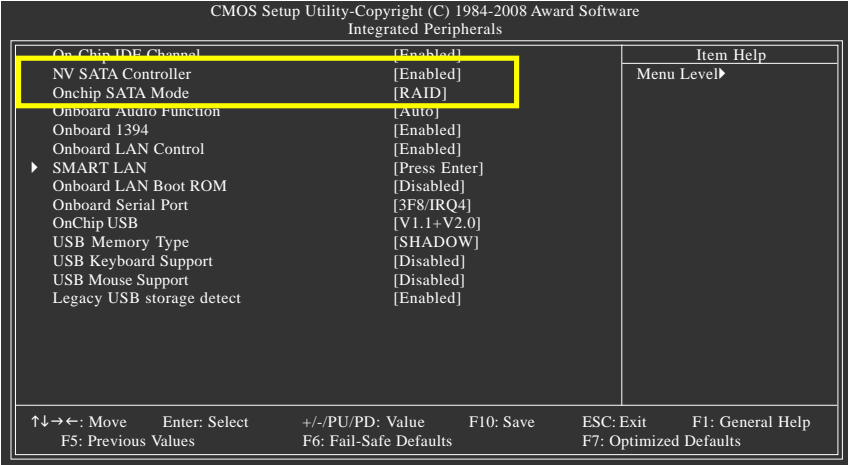 CMOS Setup Utility-Copyright (C) 1984-2008 Award Software
Integrated Peripherals
On-Chip IDE Channel [Enabled]
NV SATA Controller [Enabled]
Onchip SATA Mode [RAID]
Onboard Audio Function [Auto]
Onboard 1394 [Enabled]
Onboard LAN Control [Enabled]
SMART LAN [Press Enter]
Onboard LAN Boot ROM [Disabled]
Onboard Serial Port [3F8/IRQ4]
OnChip USB [V1.1+V2.0]
USB Memory Type [SHADOW]
USB Keyboard Support [Disabled]
USB Mouse Support [Disabled]
Legacy USB storage detect [Enabled]
Item Help
Menu Level
↑↓→←: Move Enter: Select +/-/PU/PD: Value F10: Save ESC: Exit F1: General Help
F5: Previous Values F6: Fail-Safe Defaults F7: Optimized Defaults